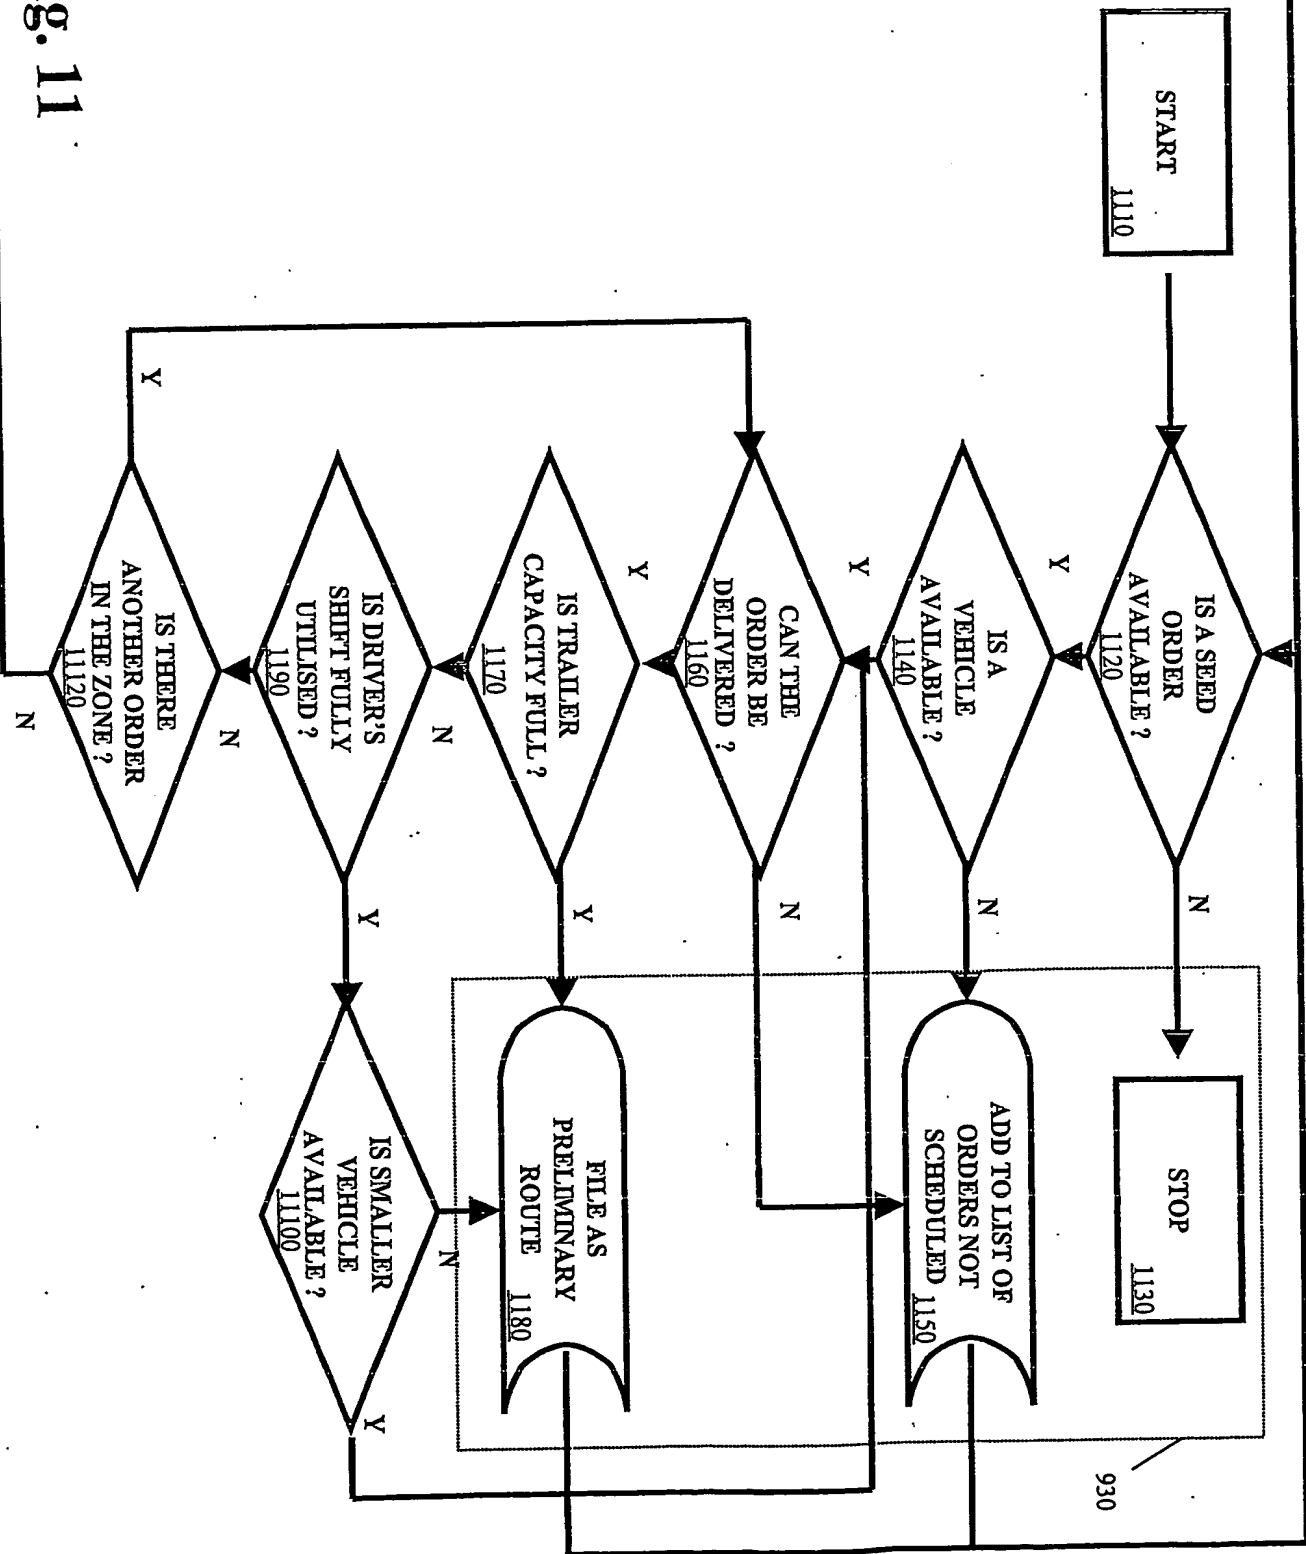 START
1110
IS A SEED
ORDER
AVAILABLE ?
1120
N
STOP
1130
Y
IS A
VEHICLE
AVAILABLE ?
1140
N
ADD TO LIST OF
ORDERS NOT
SCHEDULED
1150
930
Y
CAN THE
ORDER BE
DELIVERED ?
1160
N
Y
IS TRAILER
CAPACITY FULL ?
1170
Y
FILE AS
PRELIMINARY
ROUTE
1180
N
IS DRIVER'S
SHIFT FULLY
UTILISED ?
1190
Y
IS SMALLER
VEHICLE
AVAILABLE ?
11100
N
Y
N
IS THERE
ANOTHER ORDER
IN THE ZONE ?
11120
Y
N
g. 11